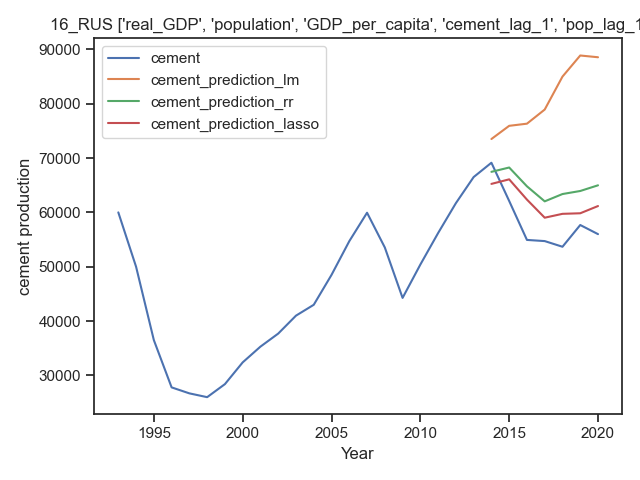 16_RUS ['real_GDP', 'population', 'GDP_per_capita', 'cement_lag_1', 'pop_lag_1
90000
80000
70000
60000
50000
40000
30000
cement production
cement
cement_prediction_lm
cement_prediction_rr
cement_prediction_lasso
1995
2000
2005
2010
2015
2020
Year